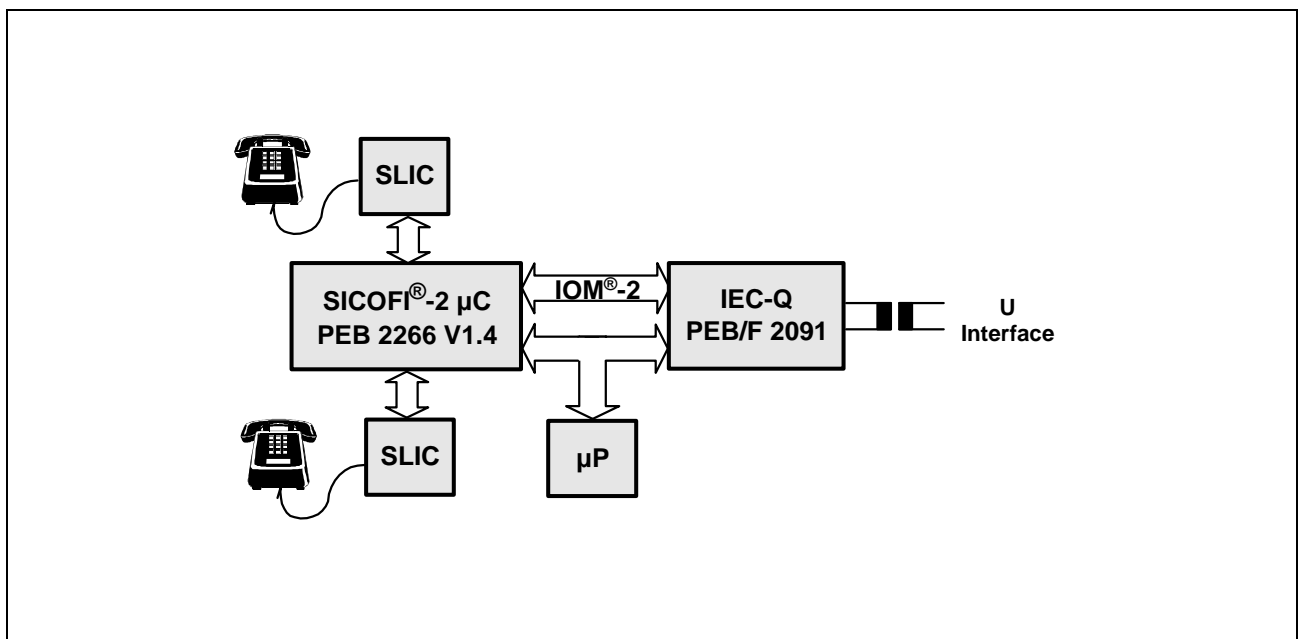 SLIC
SICOFI®-2 µC
PEB 2266 V1.4
IOM®-2
IEC-Q
PEB/F 2091
U
Interface
SLIC
µP